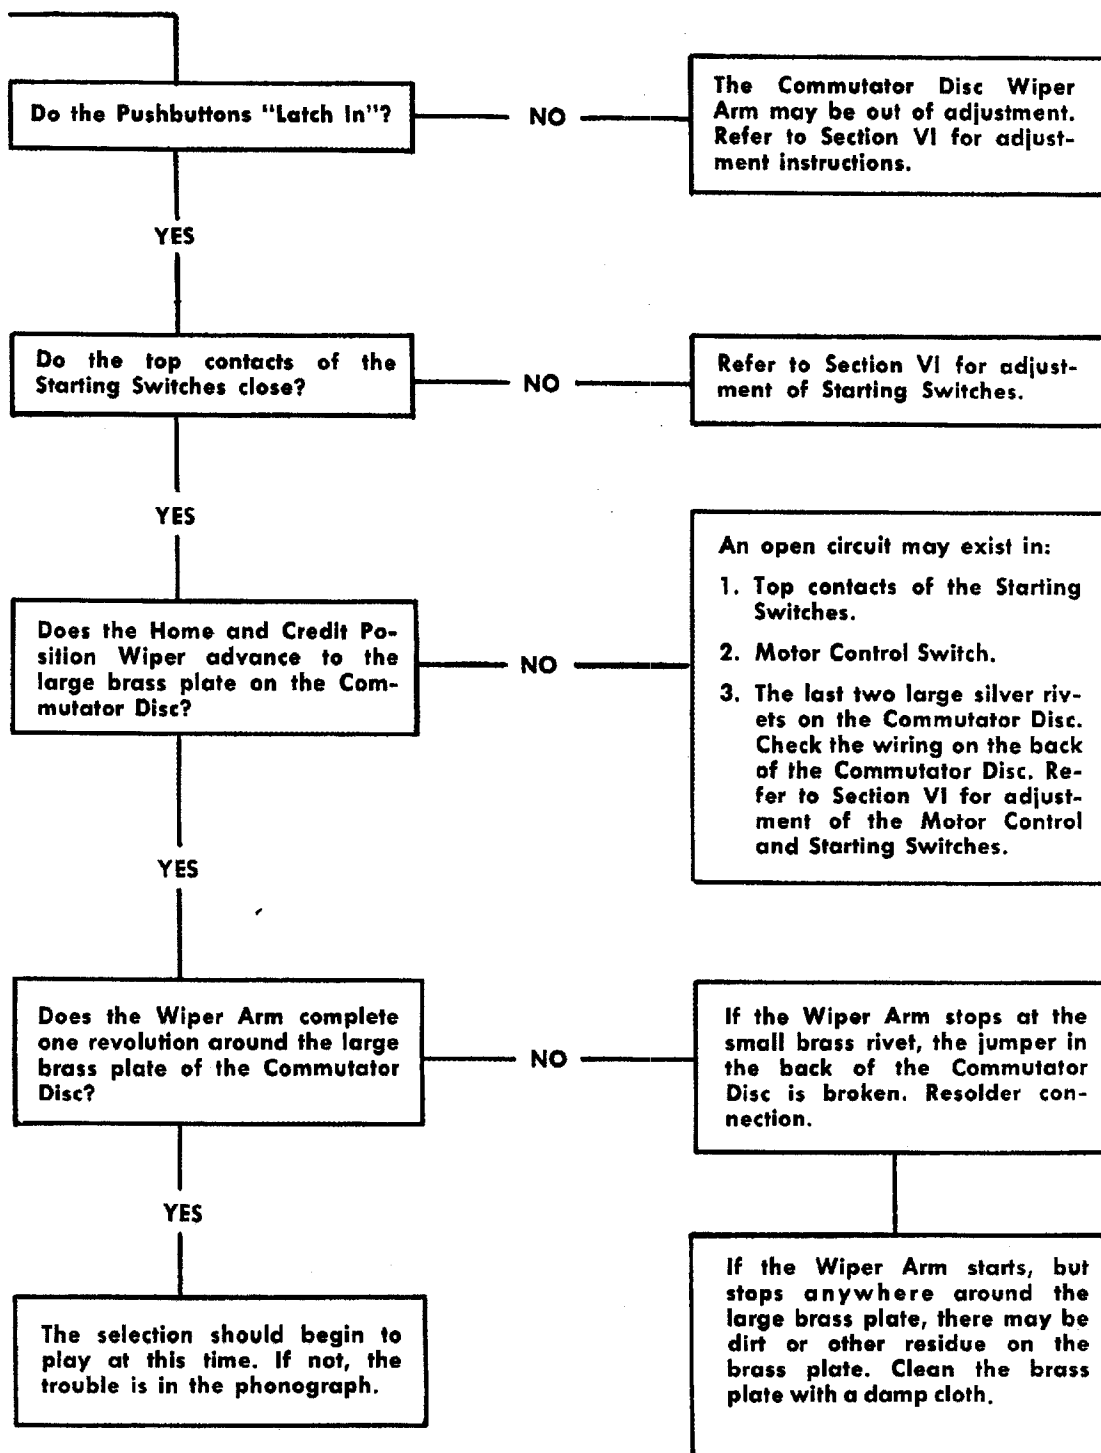 Do the Pushbuttons "Latch In"?
NO
The Commutator Disc Wiper
Arm may be out of adjustment.
Refer to Section VI for adjust-
ment instructions.
YES
Do the top contacts of the
Starting Switches close?
NO
Refer to Section VI for adjust-
ment of Starting Switches.
YES
Does the Home and Credit Po-
sition Wiper advance to the
large brass plate on the Com-
mutator Disc?
NO
An open circuit may exist in:
1. Top contacts of the Starting
Switches.
2. Motor Control Switch.
3. The last two large silver riv-
ets on the Commutator Disc.
Check the wiring on the back
of the Commutator Disc. Re-
fer to Section VI for adjust-
ment of the Motor Control
and Starting Switches.
YES
Does the Wiper Arm complete
one revolution around the large
brass plate of the Commutator
Disc?
NO
If the Wiper Arm stops at the
small brass rivet, the jumper in
the back of the Commutator
Disc is broken. Resolder con-
nection.
YES
The selection should begin to
play at this time. If not, the
trouble is in the phonograph.
If the Wiper Arm starts, but
stops anywhere around the
large brass plate, there may be
dirt or other residue on the
brass plate. Clean the brass
plate with a damp cloth.